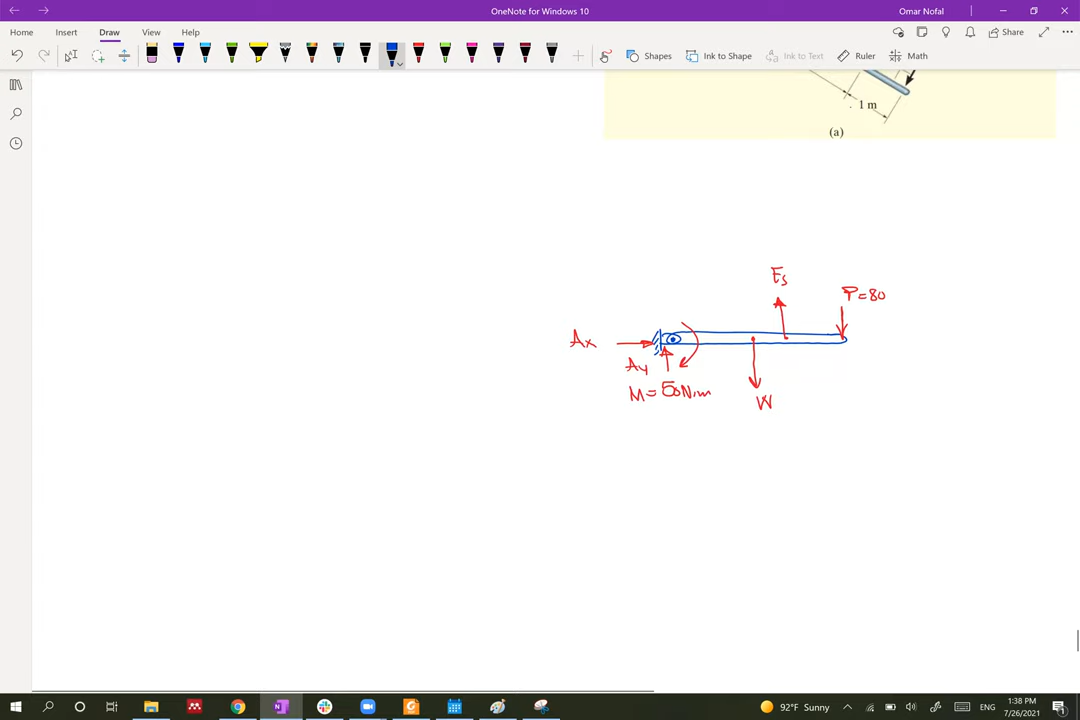 OneNote for Windows 10
Omar Nofal
Home Insert Draw View Help
Share
Shapes
Ink to Shape
Ink to Text
Ruler
Math
1 m
(a)
Fs
P=80
Ax
Ay
M = 50N.m
W
92°F Sunny
ENG
1:38 PM
7/26/2021